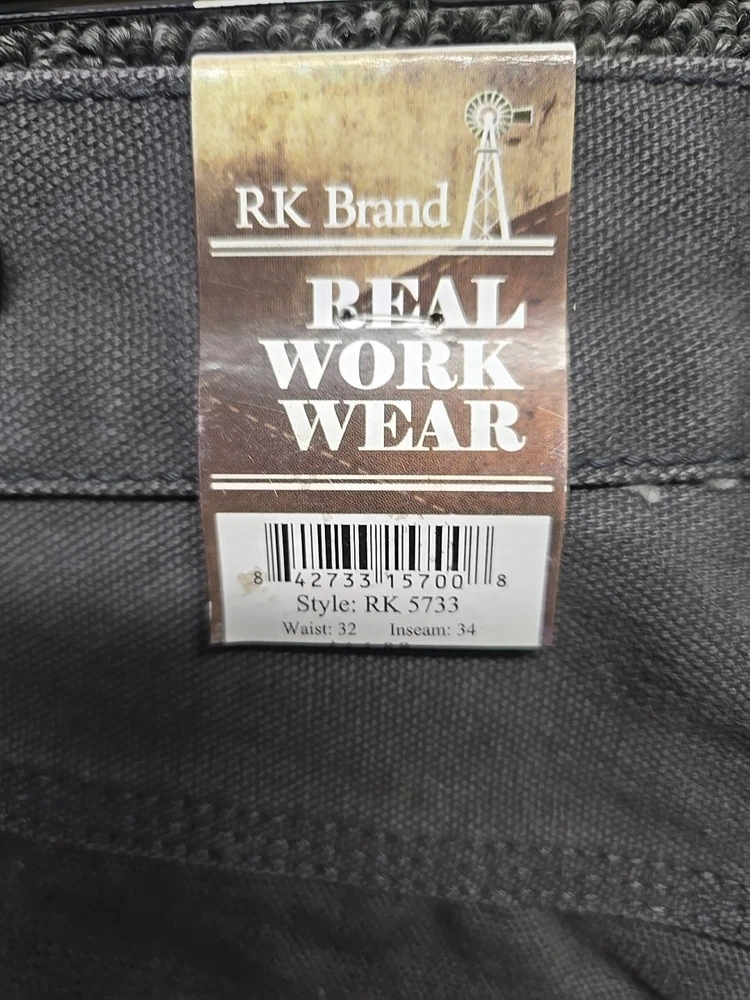 RK Brand
REAL
WORK
WEAR
8 42733 15700 8
Style: RK 5733
Waist: 32 Inseam: 34